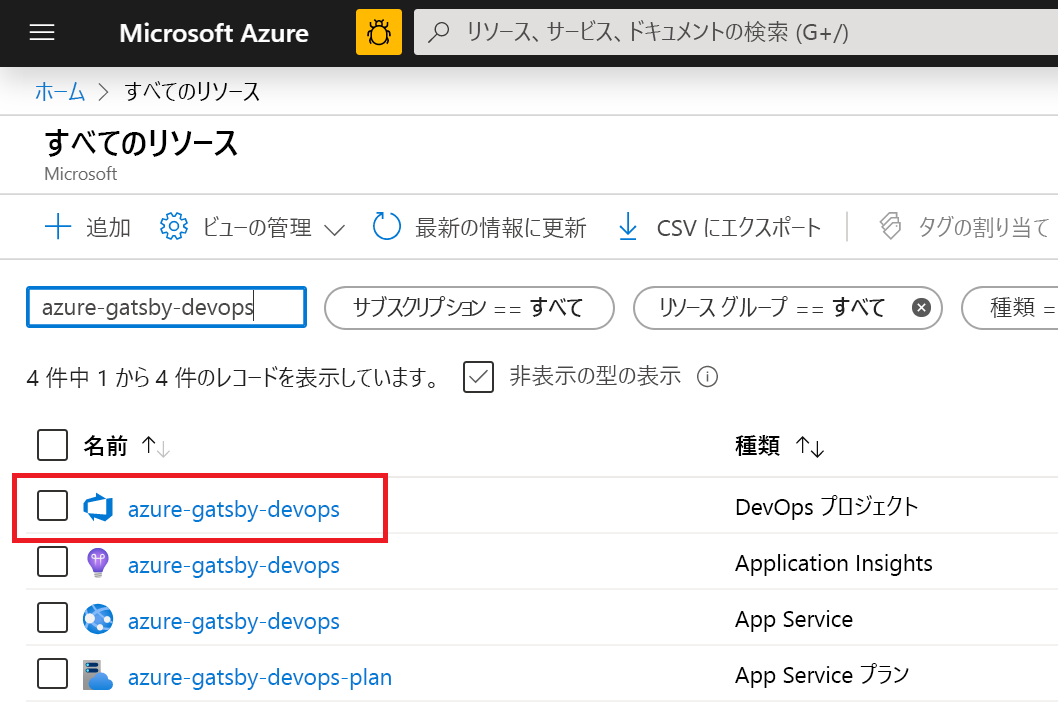 Microsoft Azure
リソース、サービス、ドキュメントの検索 (G+/)
ホーム > すべてのリソース
すべてのリソース
Microsoft
追加 ビューの管理 最新の情報に更新 CSV にエクスポート タグの割り当て
azure-gatsby-devops サブスクリプション == すべて リソース グループ == すべて 種類 =
4 件中 1 から 4 件のレコードを表示しています。 非表示の型の表示
名前 ↑↓ 種類 ↑↓
azure-gatsby-devops DevOps プロジェクト
azure-gatsby-devops Application Insights
azure-gatsby-devops App Service
azure-gatsby-devops-plan App Service プラン